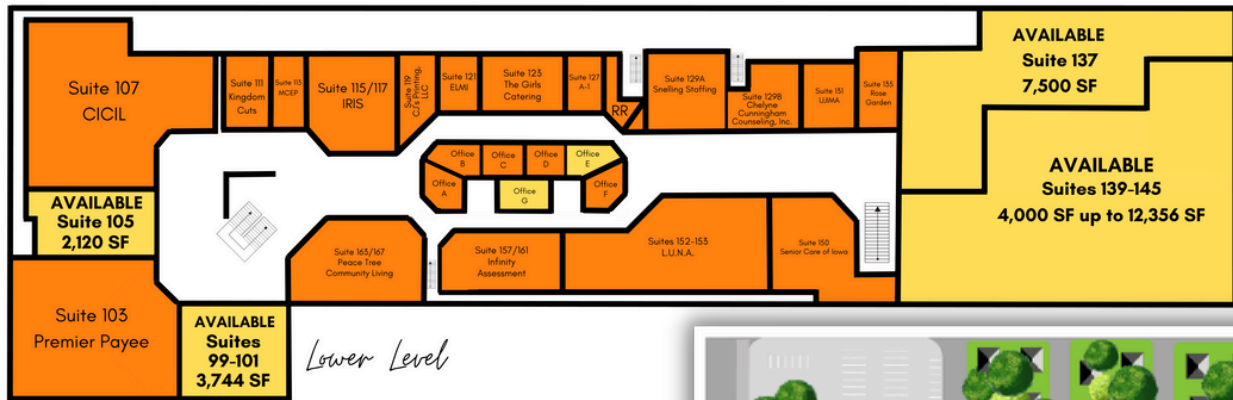 Suite 107
CICIL
Suite 111
Kingdom
Cuts
Suite 113
MCEP
Suite 115/117
IRIS
Suite 119
CJ's Printing,
LLC
Suite 121
ELMI
Suite 123
The Girls
Catering
Suite 127
A-1
RR
Suite 129A
Snelling Staffing
Suite 129B
Chelyne
Cunningham
Counseling, Inc.
Suite 131
UJMA
Suite 135
Rose
Garden
AVAILABLE
Suite 137
7,500 SF
AVAILABLE
Suites 139-145
4,000 SF up to 12,356 SF
Office
A
Office
B
Office
C
Office
D
Office
E
Office
F
Office
G
AVAILABLE
Suite 105
2,120 SF
Suite 103
Premier Payee
AVAILABLE
Suites
99-101
3,744 SF
Suite 163/167
Peace Tree
Community Living
Suite 157/161
Infinity
Assessment
Suites 152-153
L.U.N.A.
Suite 150
Senior Care of Iowa
Lower Level